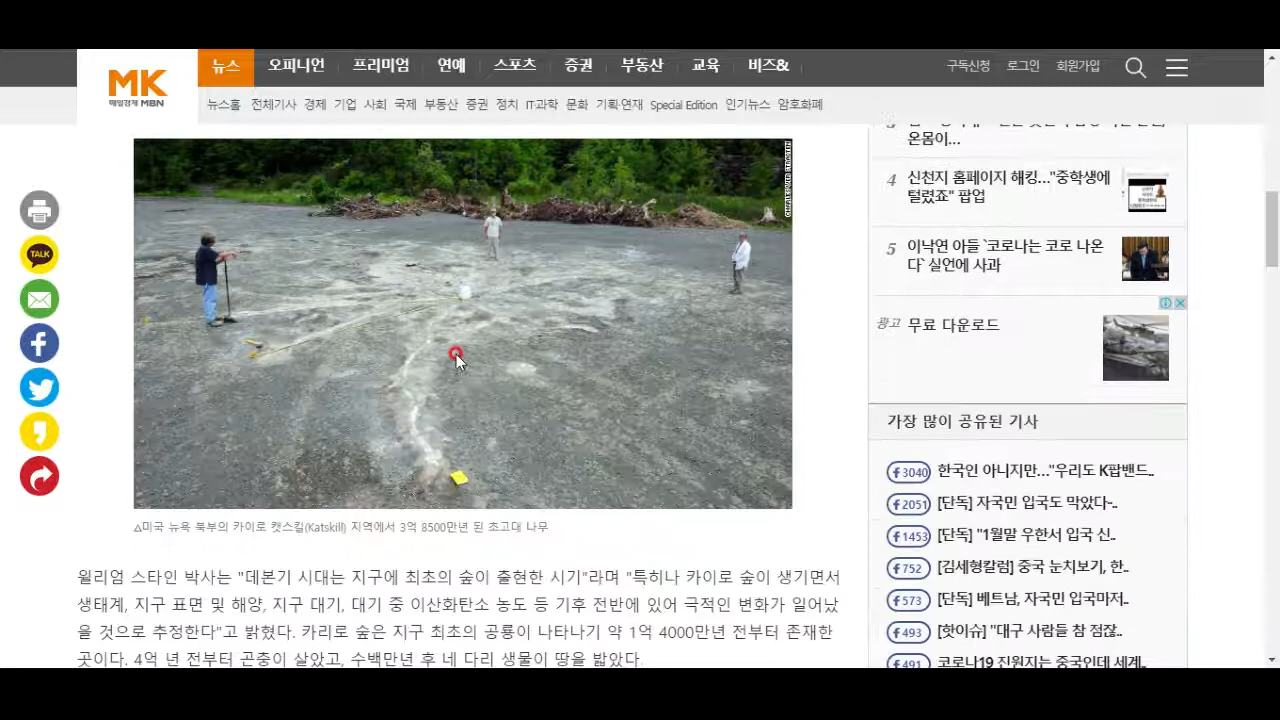 MK
매일경제 MBN
뉴스 오피니언 프리미엄 연예 스포츠 증권 부동산 교육 비즈&
구독신청 로그인 회원가입
뉴스홈 전체기사 경제 기업 사회 국제 부동산 증권 정치 IT과학 문화 기획·연재 Special Edition 인기뉴스 암호화폐
TALK
△미국 뉴욕 북부의 카이로 캣스킬(Katskill) 지역에서 3억 8500만년 된 초고대 나무
윌리엄 스타인 박사는 "데본기 시대는 지구에 최초의 숲이 출현한 시기"라며 "특히나 카이로 숲이 생기면서
생태계, 지구 표면 및 해양, 지구 대기, 대기 중 이산화탄소 농도 등 기후 전반에 있어 극적인 변화가 일어났
을 것으로 추정한다"고 밝혔다. 카리로 숲은 지구 최초의 공룡이 나타나기 약 1억 4000만년 전부터 존재한
곳이다. 4억 년 전부터 곤충이 살았고, 수백만년 후 네 다리 생물이 땅을 밟았다.
온몸이...
4 신천지 홈페이지 해킹..."중학생에
털렸죠" 팝업
5 이낙연 아들 `코로나는 코로 나온
다` 실언에 사과
광고 무료 다운로드
가장 많이 공유된 기사
3040 한국인 아니지만..."우리도 K팝밴드..
2051 [단독] 자국민 입국도 막았다-..
1453 [단독] "1월말 우한서 입국 신..
752 [김세형칼럼] 중국 눈치보기, 한..
573 [단독] 베트남, 자국민 입국마저..
493 [핫이슈] "대구 사람들 참 점잖..
491 코로나19 진원지는 중국인데 세계..